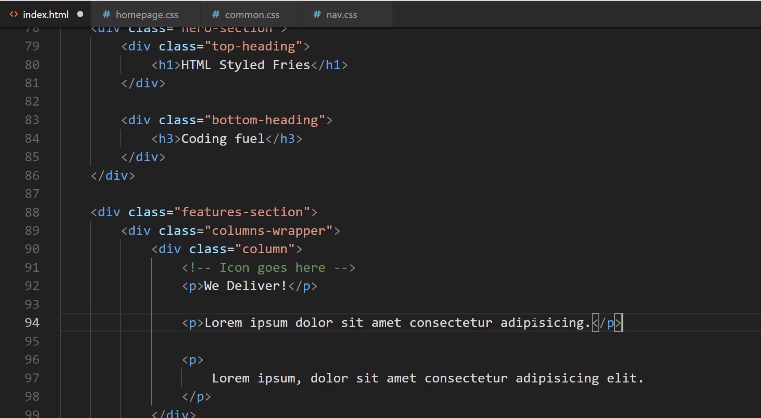 index.html homepage.css common.css nav.css
78 <div class="hero-section">
79 <div class="top-heading">
80 <h1>HTML Styled Fries</h1>
81 </div>
82
83 <div class="bottom-heading">
84 <h3>Coding fuel</h3>
85 </div>
86 </div>
87
88 <div class="features-section">
89 <div class="columns-wrapper">
90 <div class="column">
91 <!-- Icon goes here -->
92 <p>We Deliver!</p>
93
94 <p>Lorem ipsum dolor sit amet consectetur adipisicing.</p>
95
96 <p>
97 Lorem ipsum, dolor sit amet consectetur adipisicing elit.
98 </p>
99 </div>